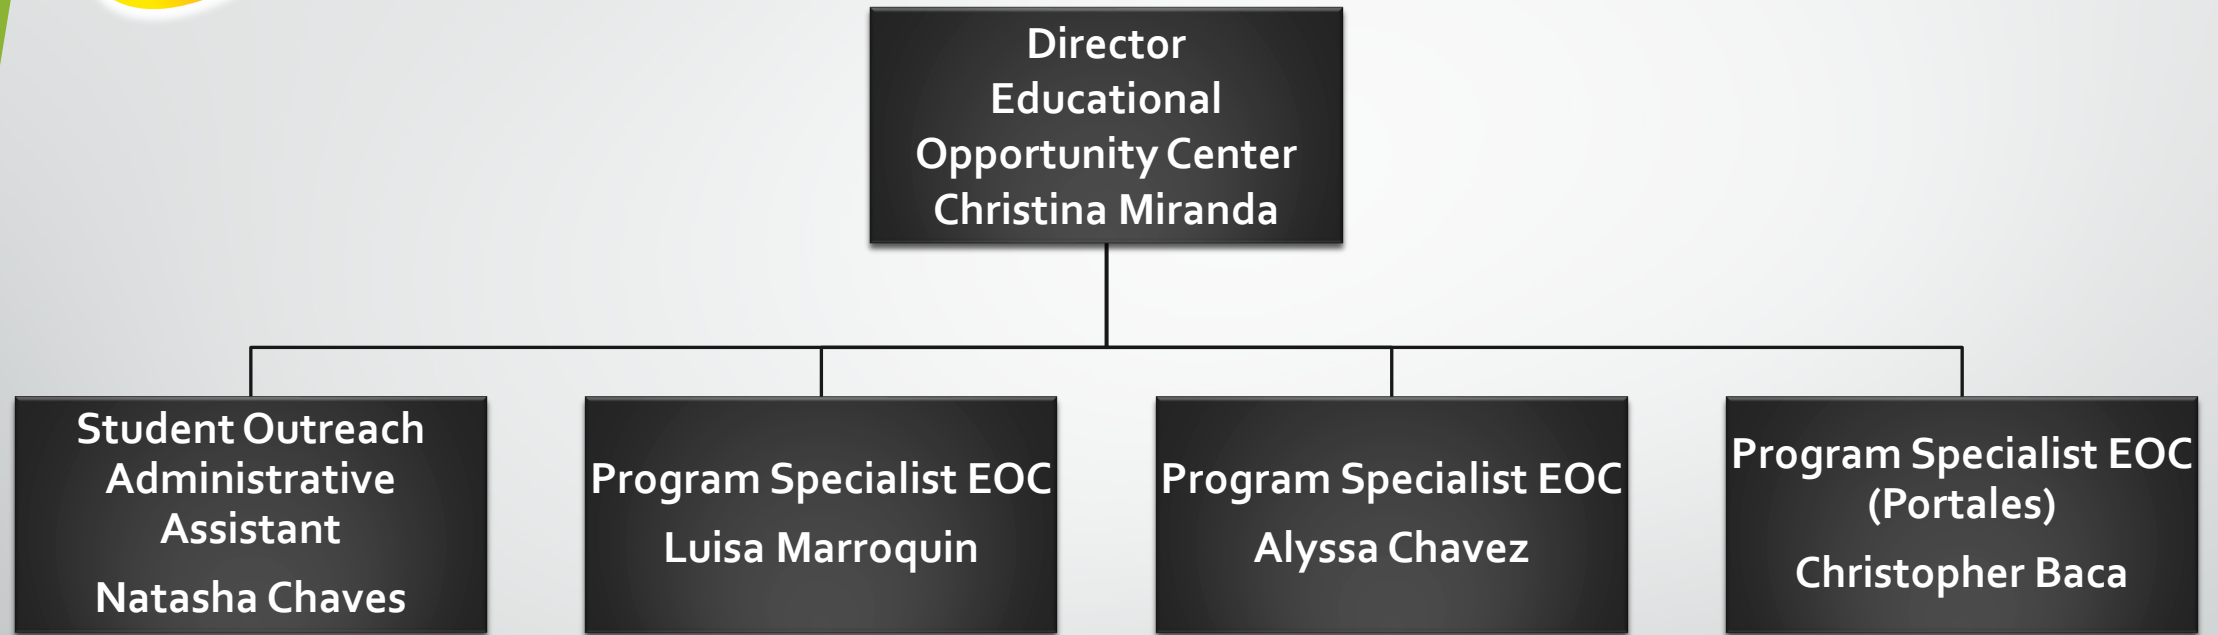 Director
Educational
Opportunity Center
Christina Miranda
Student Outreach
Administrative
Assistant
Natasha Chaves
Program Specialist EOC
Luisa Marroquin
Program Specialist EOC
Alyssa Chavez
Program Specialist EOC
(Portales)
Christopher Baca